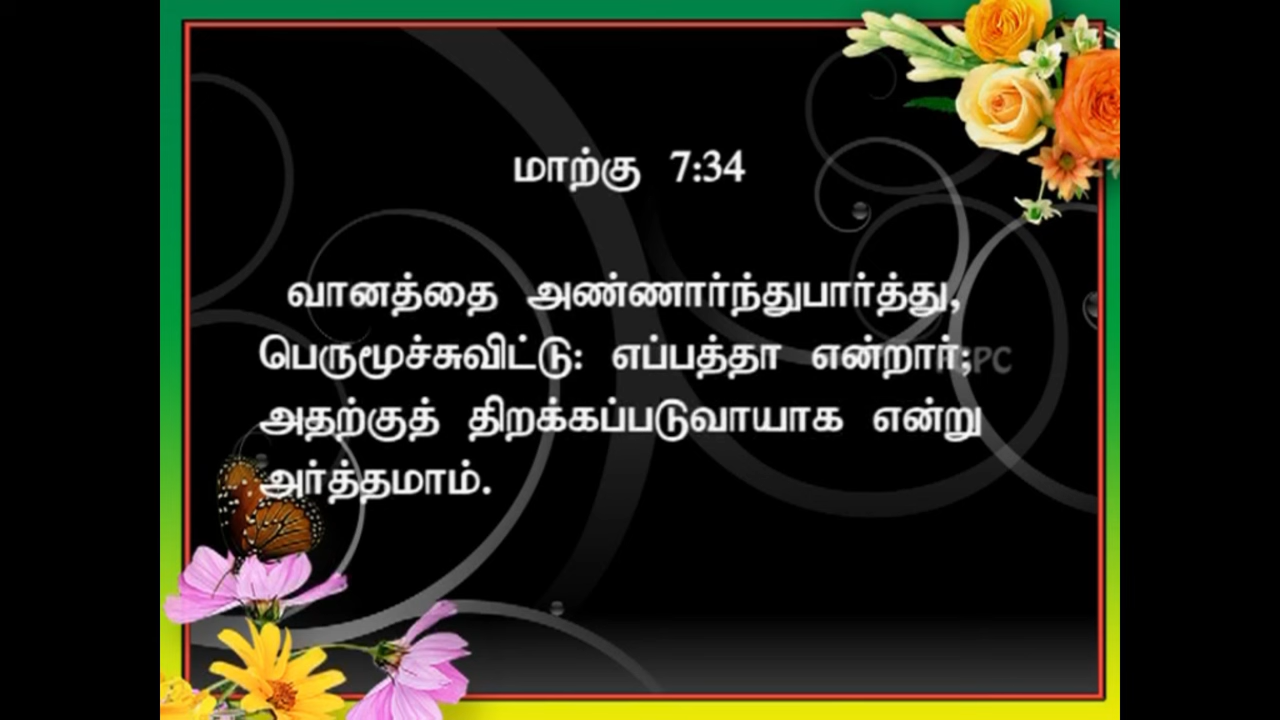 மாற்கு 7:34
வானத்தை அண்ணார்ந்துபார்த்து,
பெருமூச்சுவிட்டு: எப்பத்தா என்றார்;
அதற்குத் திறக்கப்படுவாயாக என்று
அர்த்தமாம்.